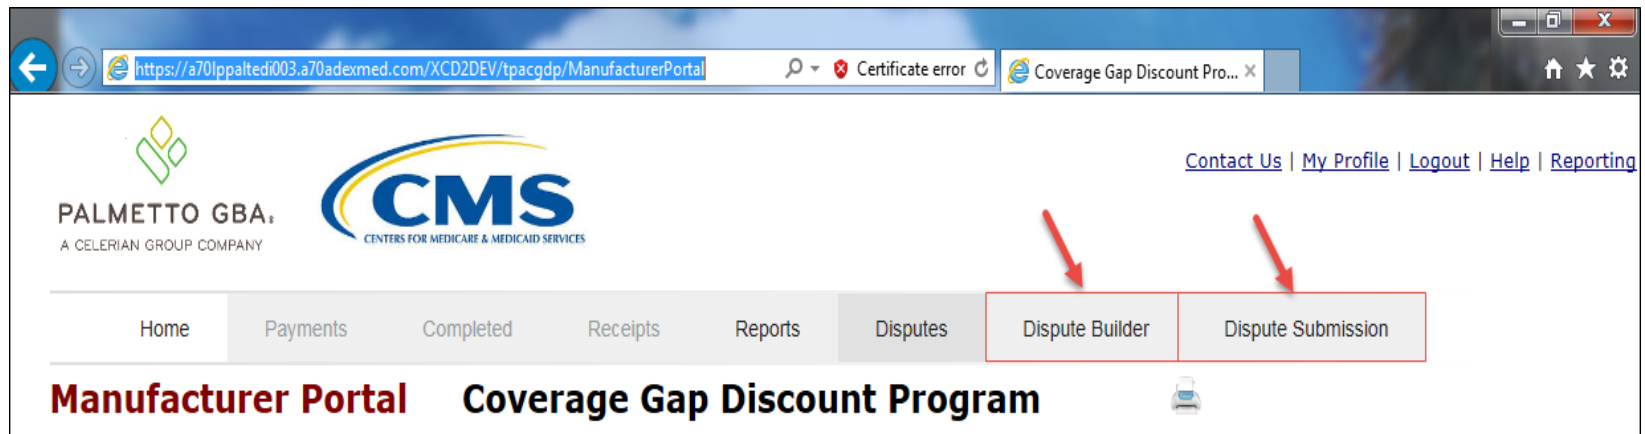 https://a70lppaltedi003.a70adexmed.com/XCD2DEV/tpacgdp/ManufacturerPortal Certificate error Coverage Gap Discount Pro...
Contact Us | My Profile | Logout | Help | Reporting
PALMETTO GBA
A CELERIAN GROUP COMPANY
CMS
CENTERS FOR MEDICARE & MEDICAID SERVICES
Home Payments Completed Receipts Reports Disputes Dispute Builder Dispute Submission
Manufacturer Portal Coverage Gap Discount Program